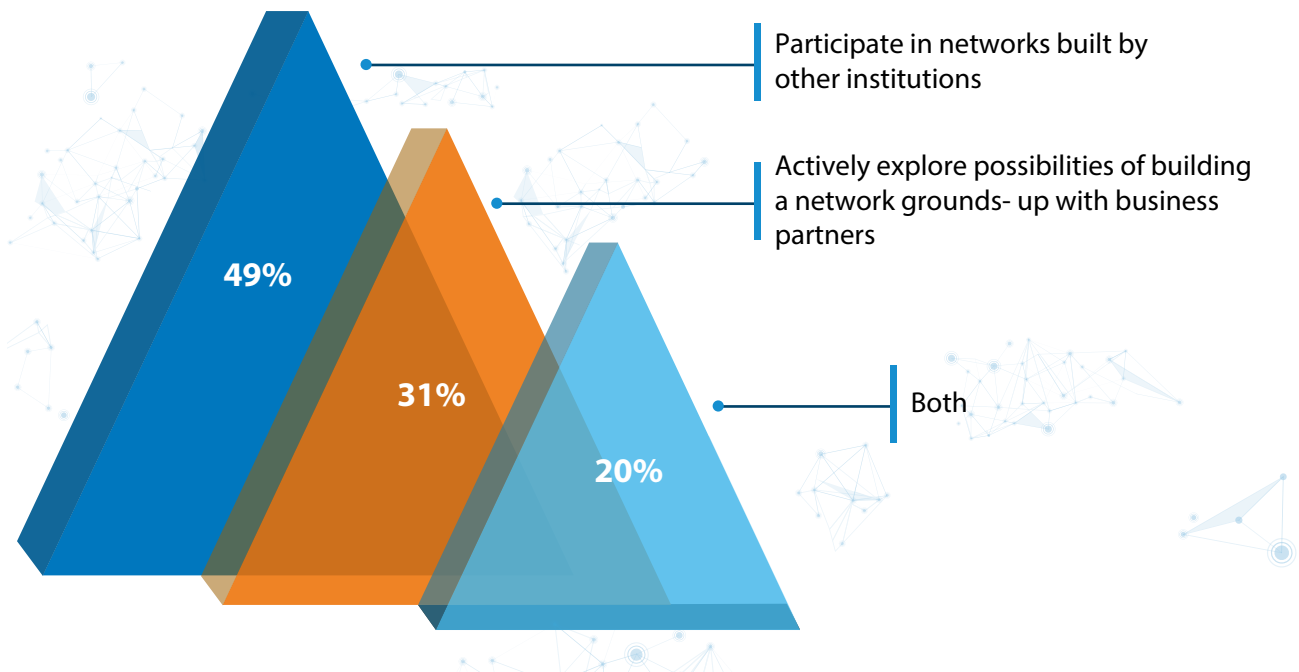 Participate in networks built by
other institutions
Actively explore possibilities of building
a network grounds- up with business
partners
49%
31%
Both
20%